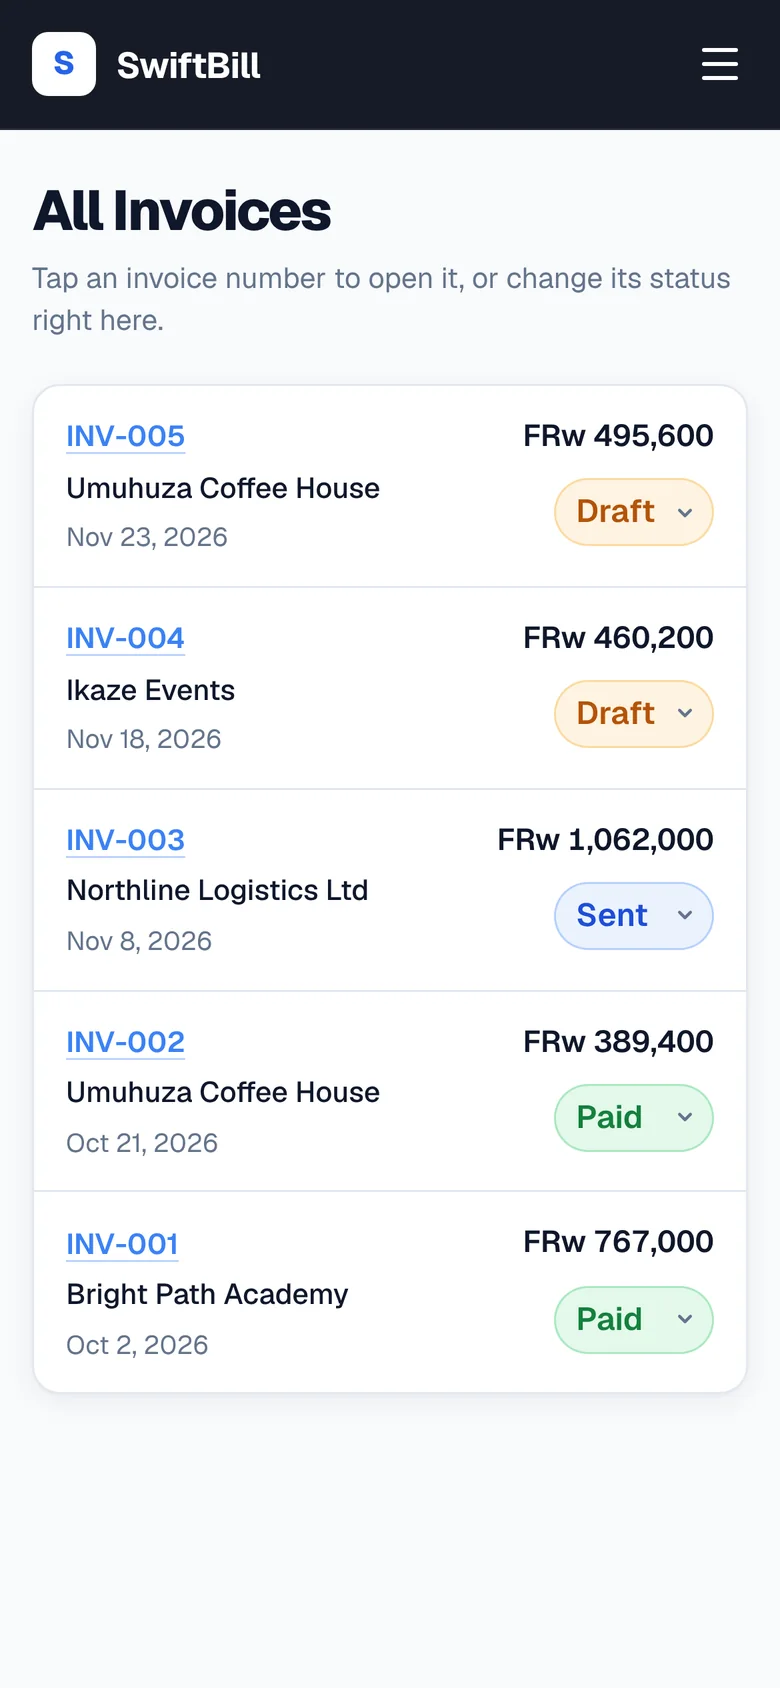 S SwiftBill
All Invoices
Tap an invoice number to open it, or change its status
right here.
INV-005 FRw 495,600
Umuhuza Coffee House
Draft
Nov 23, 2026
INV-004 FRw 460,200
Ikaze Events
Draft
Nov 18, 2026
INV-003 FRw 1,062,000
Northline Logistics Ltd
Sent
Nov 8, 2026
INV-002 FRw 389,400
Umuhuza Coffee House
Paid
Oct 21, 2026
INV-001 FRw 767,000
Bright Path Academy
Paid
Oct 2, 2026